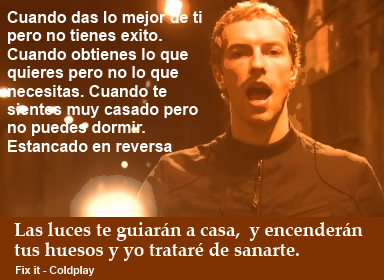 Cuando das lo mejor de ti
pero no tienes exito.
Cuando obtienes lo que
quieres pero no lo que
necesitas. Cuando te
sientes muy casado pero
no puedes dormir.
Estancado en reversa
Las luces te guiarán a casa, y encenderán
tus huesos y yo trataré de sanarte.
Fix it - Coldplay